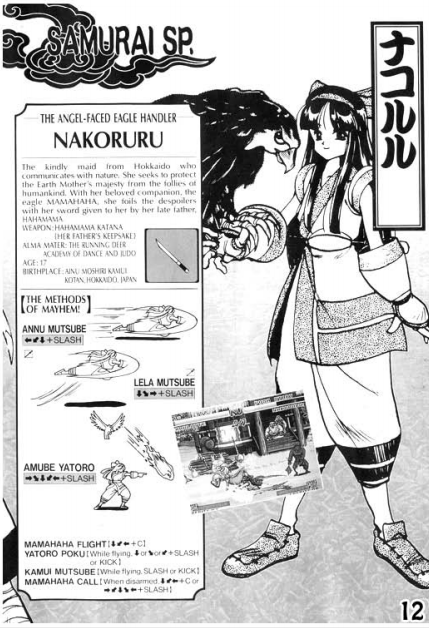 SAMURAI SP.
ナコルル
THE ANGEL-FACED EAGLE HANDLER
NAKORURU
The kindly maid from Hokkaido who
communicates with nature. She seeks to protect
the Earth Mother's majesty from the follies of
humankind. With her beloved companion, the
eagle MAMAHAHA, she foils the despoilers
with her sword given to her by her late father,
HAHAMAMA.
WEAPON: HAHAMAMA KATANA
(HER FATHER'S KEEPSAKE)
ALMA MATER: THE RUNNING DEER
ACADEMY OF DANCE AND JUDO
AGE: 17
BIRTHPLACE: AINU MOSHIRI KAMUI
KOTAN, HOKKAIDO, JAPAN
【THE METHODS
OF MAYHEM!】
ANNU MUTSUBE
⬅⬋⬇+SLASH
LELA MUTSUBE
⬇⬊➡+SLASH
AMUBE YATORO
➡⬊⬇⬋⬅+SLASH
MAMAHAHA FLIGHT [⬇⬋⬅+C]
YATORO POKU [While flying, ⬇or⬊or⬋+SLASH
or KICK]
KAMUI MUTSUBE [While flying, SLASH or KICK]
MAMAHAHA CALL [When disarmed ⬇⬋⬅+C or
➡⬋⬇⬊⬅+SLASH]
12